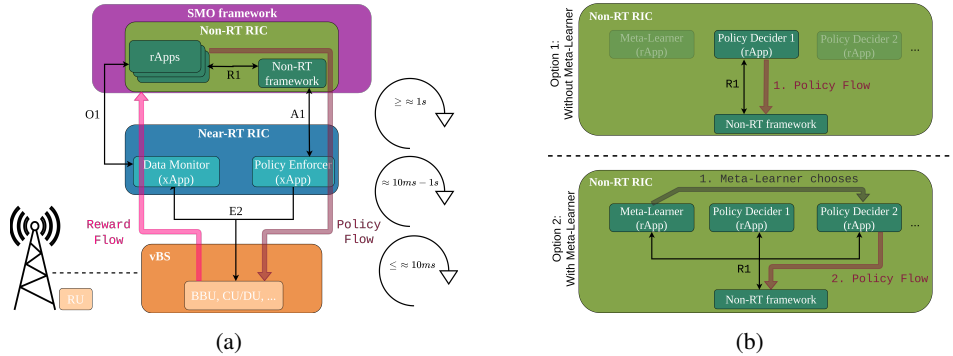 SMO framework
Non-RT RIC
rApps
R1
Non-RT
framework
O1
A1
≥ ≈ 1s
Near-RT RIC
Data Monitor
(xApp)
Policy Enforcer
(xApp)
≈ 10ms − 1s
E2
Reward
Flow
Policy
Flow
vBS
≤ ≈ 10ms
BBU, CU/DU, ...
RU
(a)
Option 1:
Without Meta-Learner
Non-RT RIC
Meta-Learner
(rApp)
Policy Decider 1
(rApp)
Policy Decider 2
(rApp)
...
R1
1. Policy Flow
Non-RT framework
Option 2:
With Meta-Learner
Non-RT RIC
1. Meta-Learner chooses
Meta-Learner
(rApp)
Policy Decider 1
(rApp)
Policy Decider 2
(rApp)
...
R1
2. Policy Flow
Non-RT framework
(b)